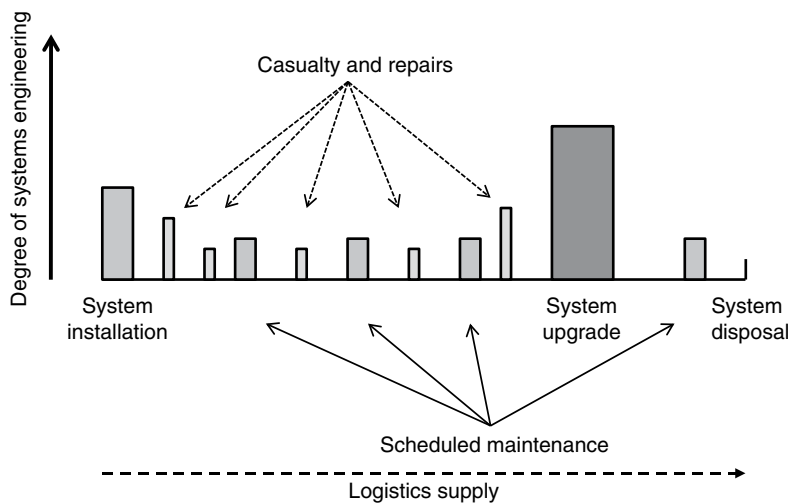 Degree of systems engineering
Casualty and repairs
System
installation
System
upgrade
System
disposal
Scheduled maintenance
Logistics supply